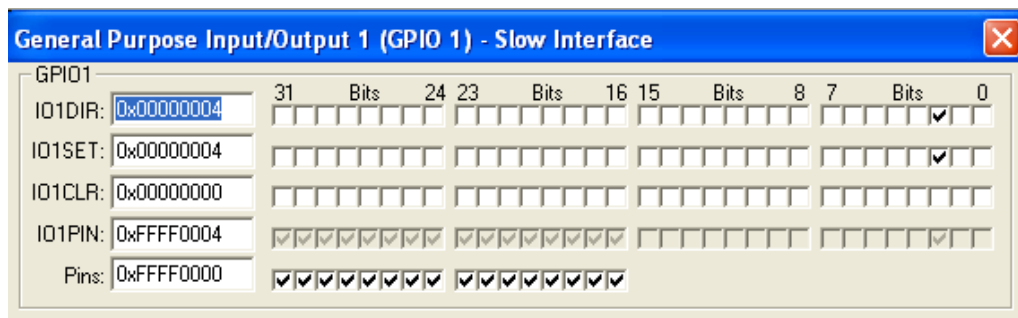 General Purpose Input/Output 1 (GPIO 1) - Slow Interface
GPIO1
31 Bits 24 23 Bits 16 15 Bits 8 7 Bits 0
IO1DIR: 0x00000004
IO1SET: 0x00000004
IO1CLR: 0x00000000
IO1PIN: 0xFFFF0004
Pins: 0xFFFF0000